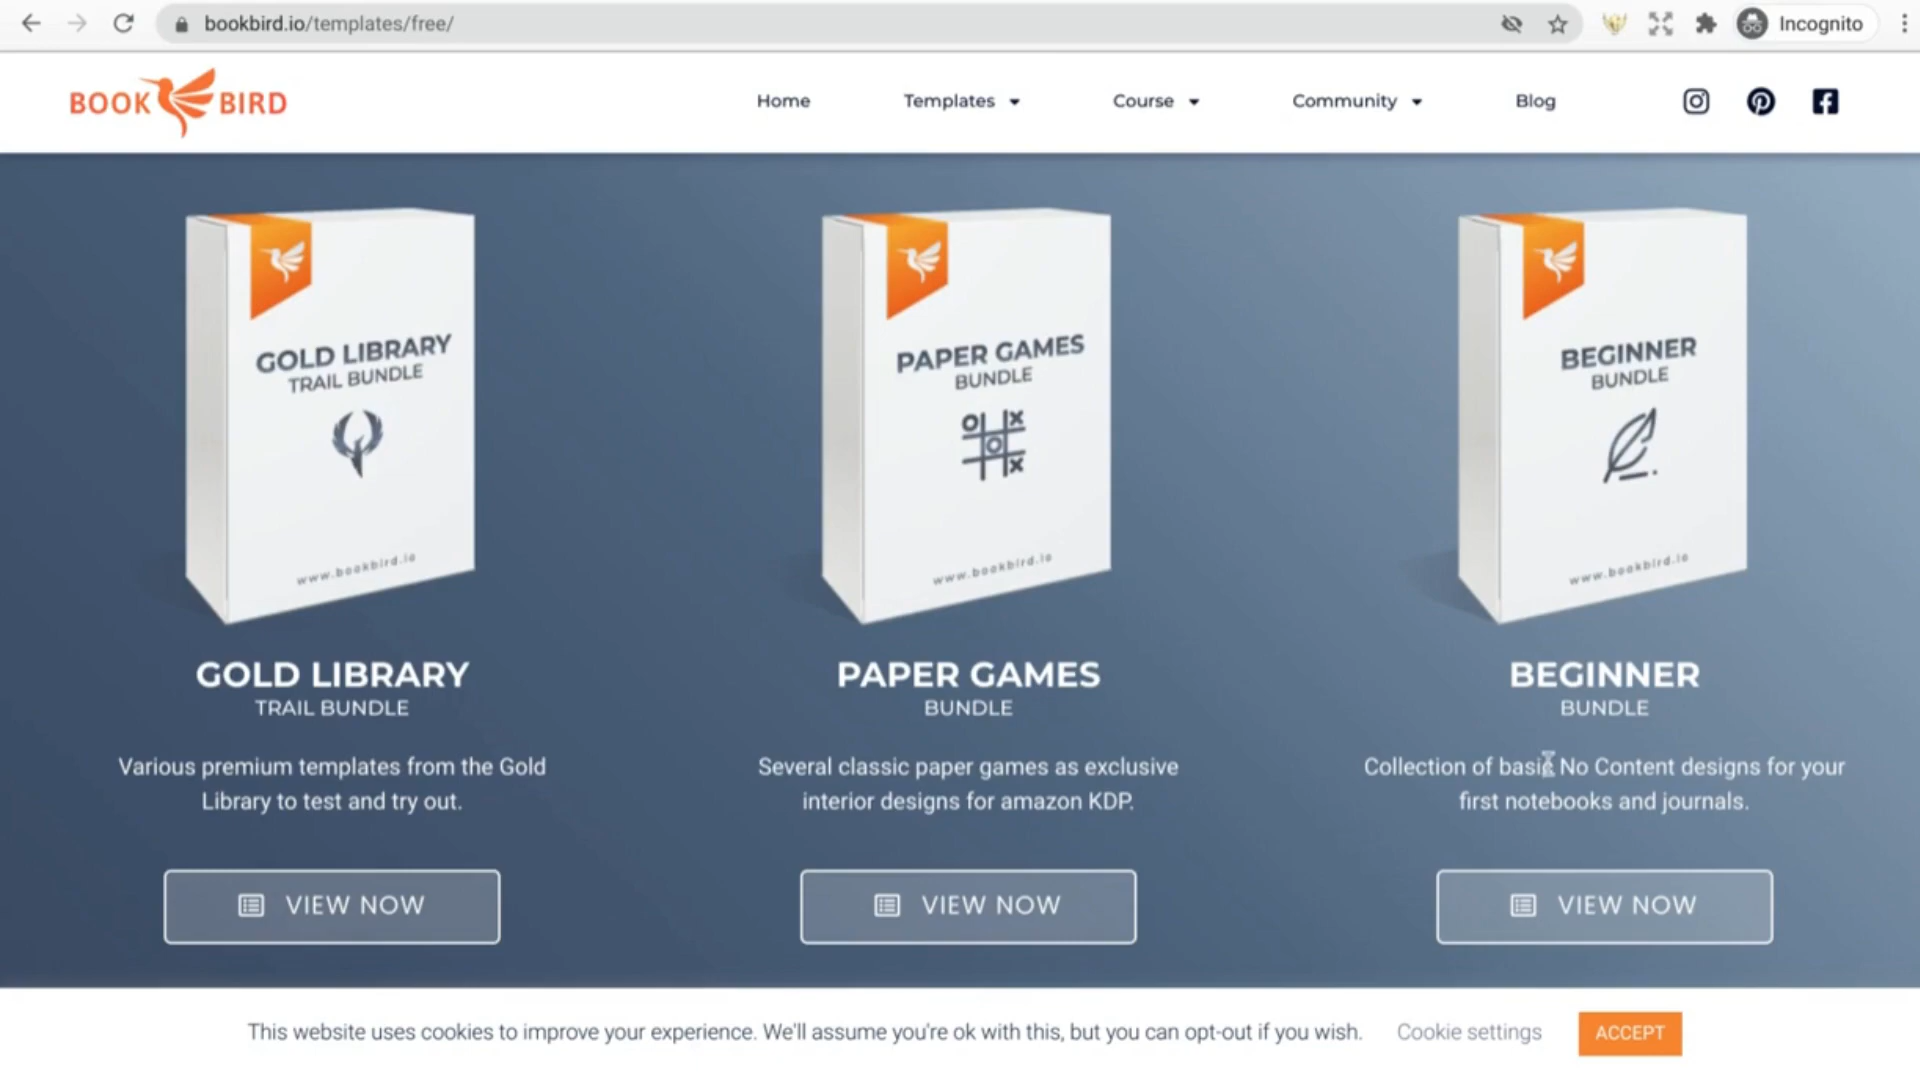 bookbird.io/templates/free/
Incognito
BOOK BIRD
Home
Templates
Course
Community
Blog
GOLD LIBRARY
TRAIL BUNDLE
www.bookbird.io
PAPER GAMES
BUNDLE
www.bookbird.io
BEGINNER
BUNDLE
www.bookbird.io
GOLD LIBRARY
TRAIL BUNDLE
Various premium templates from the Gold
Library to test and try out.
VIEW NOW
PAPER GAMES
BUNDLE
Several classic paper games as exclusive
interior designs for amazon KDP.
VIEW NOW
BEGINNER
BUNDLE
Collection of basic No Content designs for your
first notebooks and journals.
VIEW NOW
This website uses cookies to improve your experience. We'll assume you're ok with this, but you can opt-out if you wish.
Cookie settings
ACCEPT